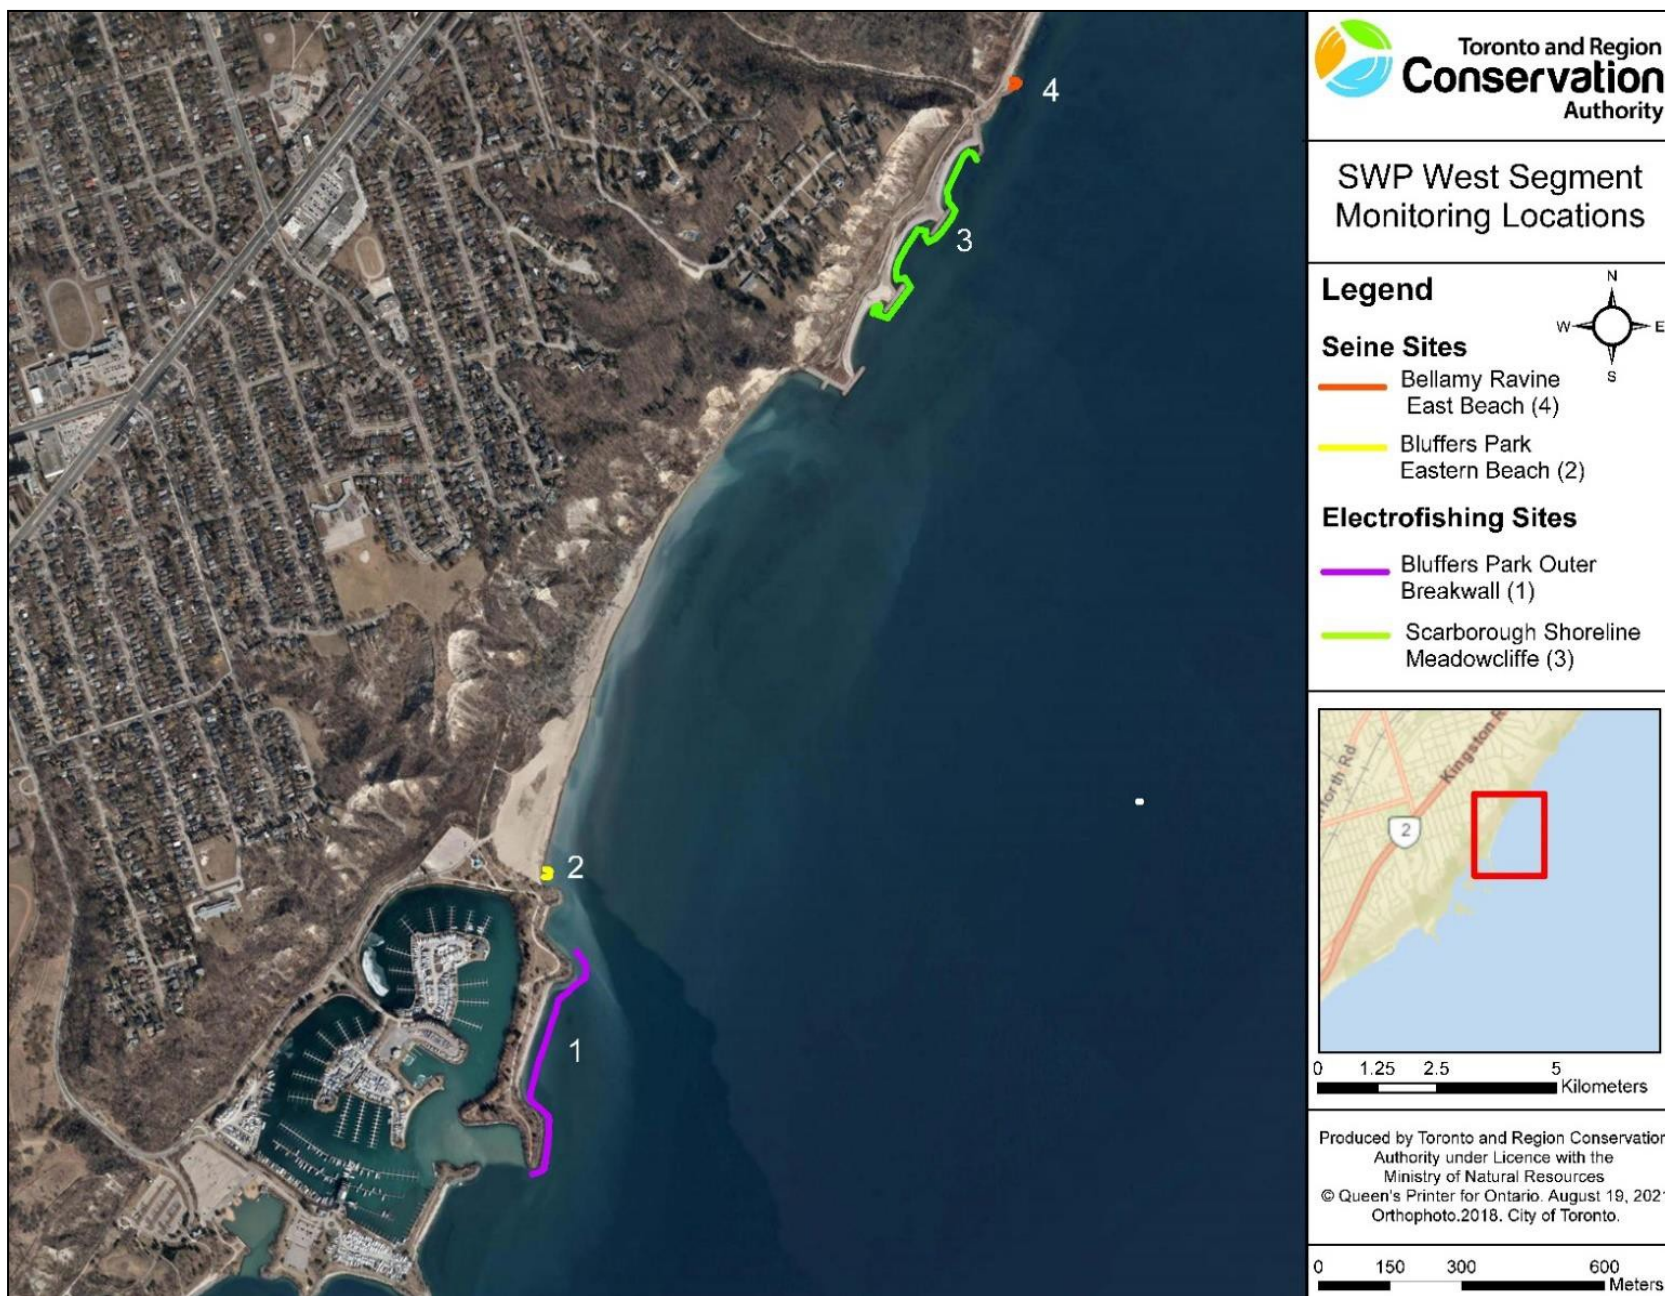 4
3
2
1
Toronto and Region
Conservation
Authority
SWP West Segment
Monitoring Locations
Legend
N
W E
S
Seine Sites
Bellamy Ravine
East Beach (4)
Bluffers Park
Eastern Beach (2)
Electrofishing Sites
Bluffers Park Outer
Breakwall (1)
Scarborough Shoreline
Meadowcliffe (3)
Kingston R
forth Rd
2
0 1.25 2.5 5
Kilometers
Produced by Toronto and Region Conservation
Authority under Licence with the
Ministry of Natural Resources
© Queen's Printer for Ontario. August 19, 2021
Orthophoto.2018. City of Toronto.
0 150 300 600
Meters